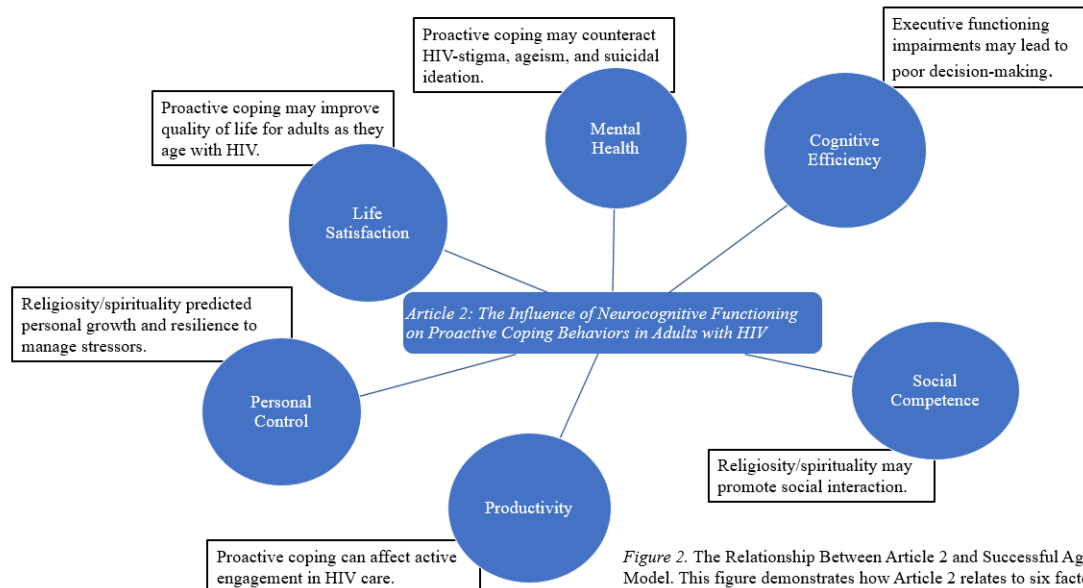 Proactive coping may counteract
HIV-stigma, ageism, and suicidal
ideation.
Executive functioning
impairments may lead to
poor decision-making.
Mental
Health
Cognitive
Efficiency
Proactive coping may improve
quality of life for adults as they
age with HIV.
Life
Satisfaction
Religiosity/spirituality predicted
personal growth and resilience to
manage stressors.
Article 2: The Influence of Neurocognitive Functioning
on Proactive Coping Behaviors in Adults with HIV
Personal
Control
Social
Competence
Religiosity/spirituality may
promote social interaction.
Productivity
Proactive coping can affect active
engagement in HIV care.
Figure 2. The Relationship Between Article 2 and Successful Ag
Model. This figure demonstrates how Article 2 relates to six fact